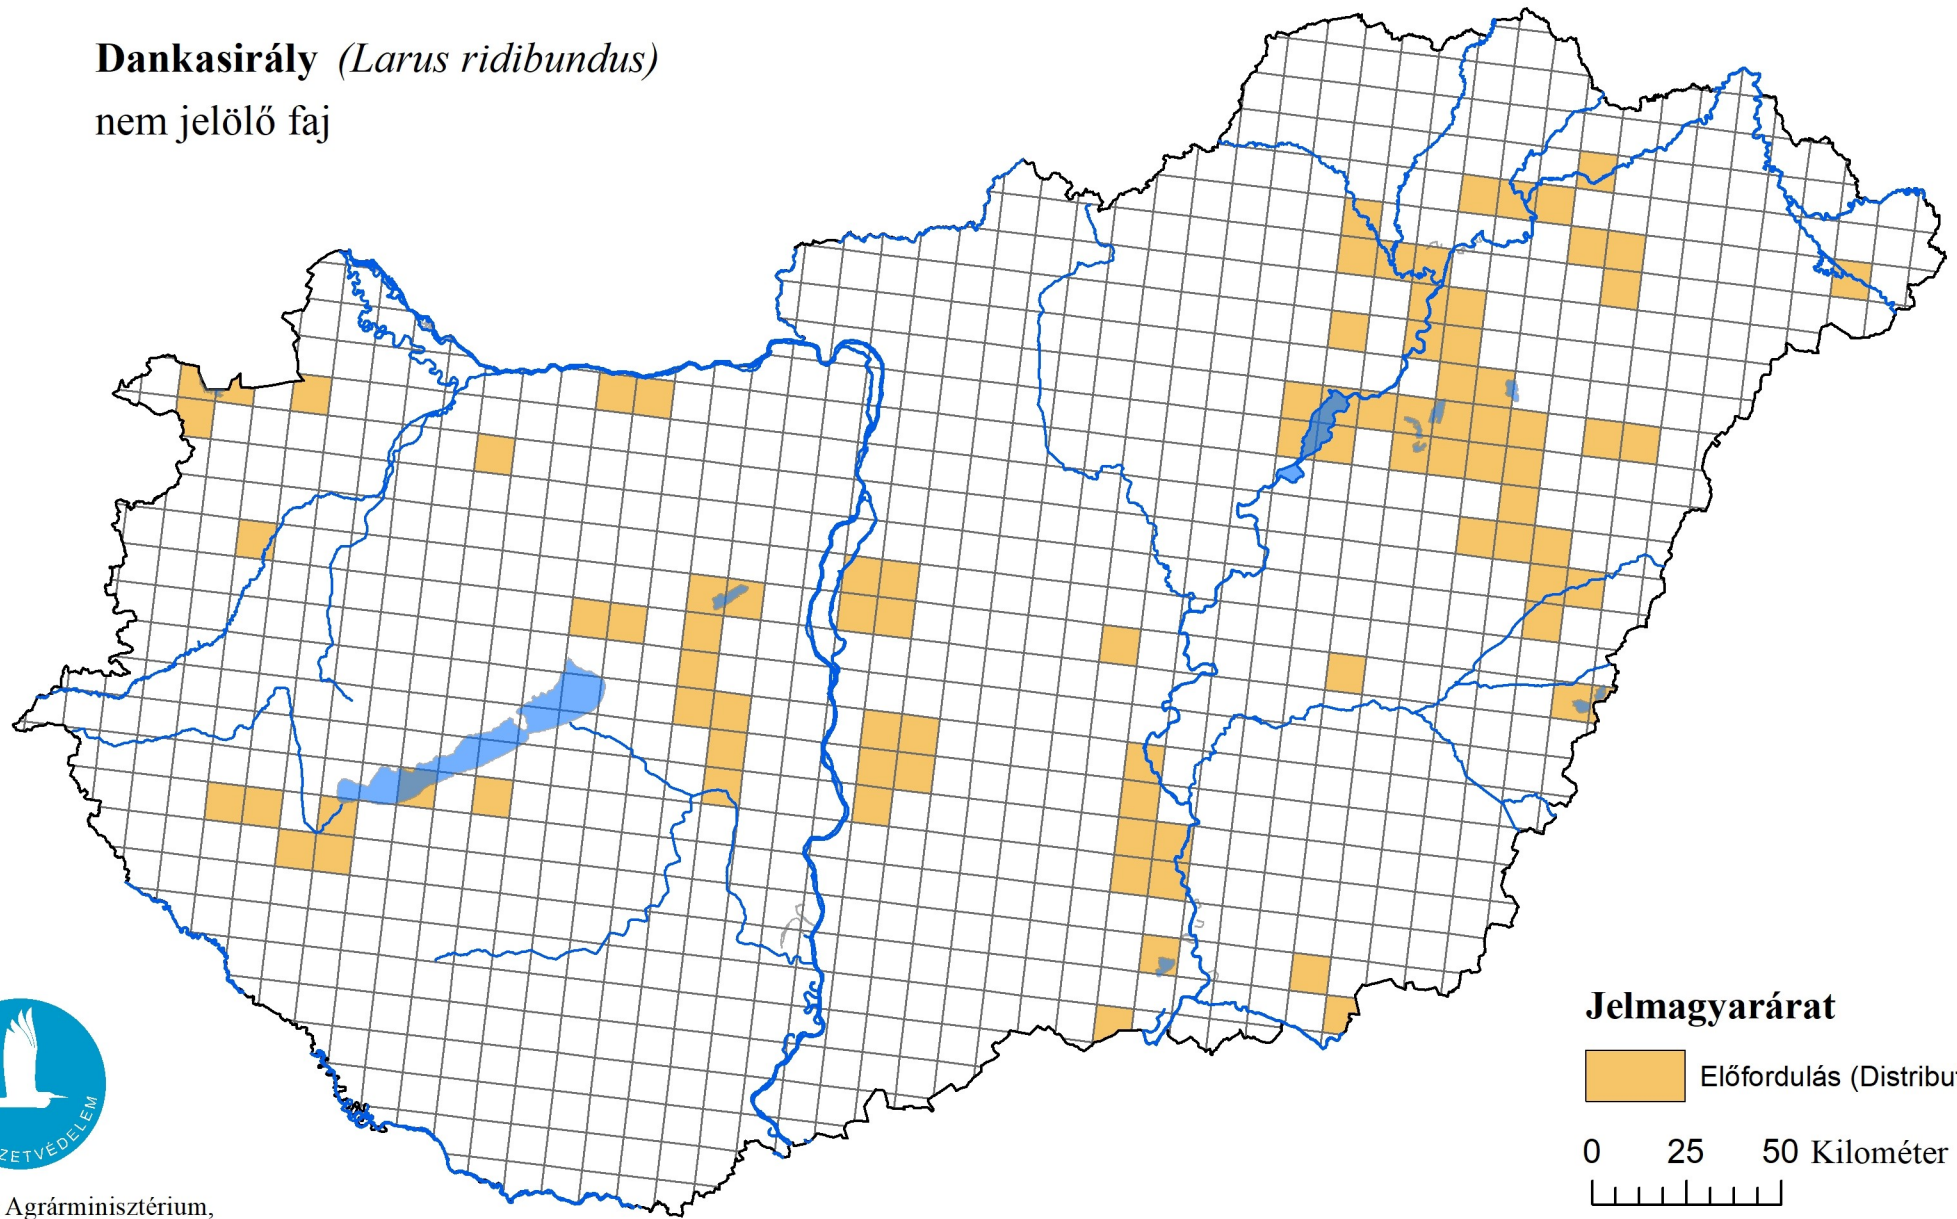 Dankasirály (Larus ridibundus)
nem jelölő faj
Jelmagyarárat
Előfordulás (Distribu
0 25 50 Kilométer
ZETVÉDELEM
Agrárminisztérium,